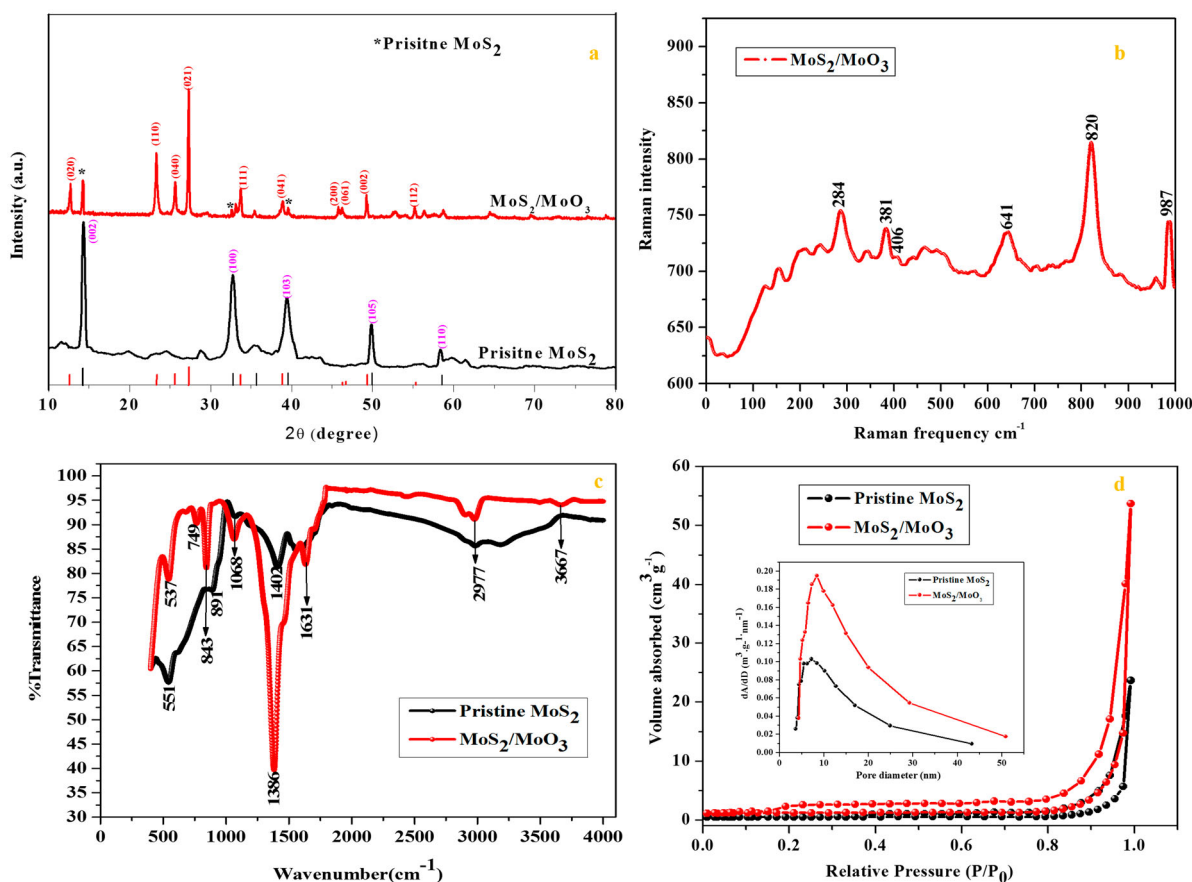 *Prisitne MoS2
a
(020)
*
(110)
(040)
(021)
*
(111)
(041)
*
(200)
(061)
(002)
(112)
MoS2/MoO3
(002)
(100)
(103)
(105)
(110)
Prisitne MoS2
Intensity (a.u.)
10 20 30 40 50 60 70 80
2θ (degree)
b
MoS2/MoO3
900
850
800
750
700
650
600
284
381
406
641
820
987
Raman intensity
0 100 200 300 400 500 600 700 800 900 1000
Raman frequency cm-1
c
100
95
90
85
80
75
70
65
60
55
50
45
40
35
30
551
537
749
843
891
1068
1386
1402
1631
2977
3667
Pristine MoS2
MoS2/MoO3
%Transmittance
0 500 1000 1500 2000 2500 3000 3500 4000
Wavenumber(cm-1)
d
Pristine MoS2
MoS2/MoO3
60
50
40
30
20
10
0
Volume absorbed (cm3g-1)
0.0 0.2 0.4 0.6 0.8 1.0
Relative Pressure (P/P0)
Pristine MoS2
MoS2/MoO3
0.20
0.18
0.16
0.14
0.12
0.10
0.08
0.06
0.04
0.02
0.00
dA/dD (m3.g-1.nm-1)
0 10 20 30 40 50
Pore diameter (nm)